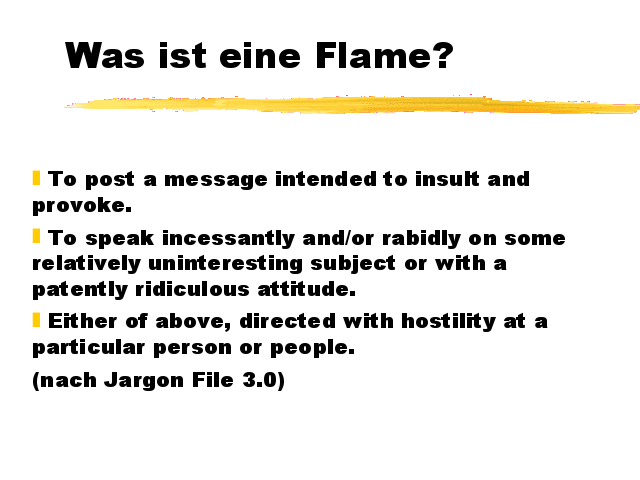 Was ist eine Flame?
To post a message intended to insult and
provoke.
To speak incessantly and/or rabidly on some
relatively uninteresting subject or with a
patently ridiculous attitude.
Either of above, directed with hostility at a
particular person or people.
(nach Jargon File 3.0)